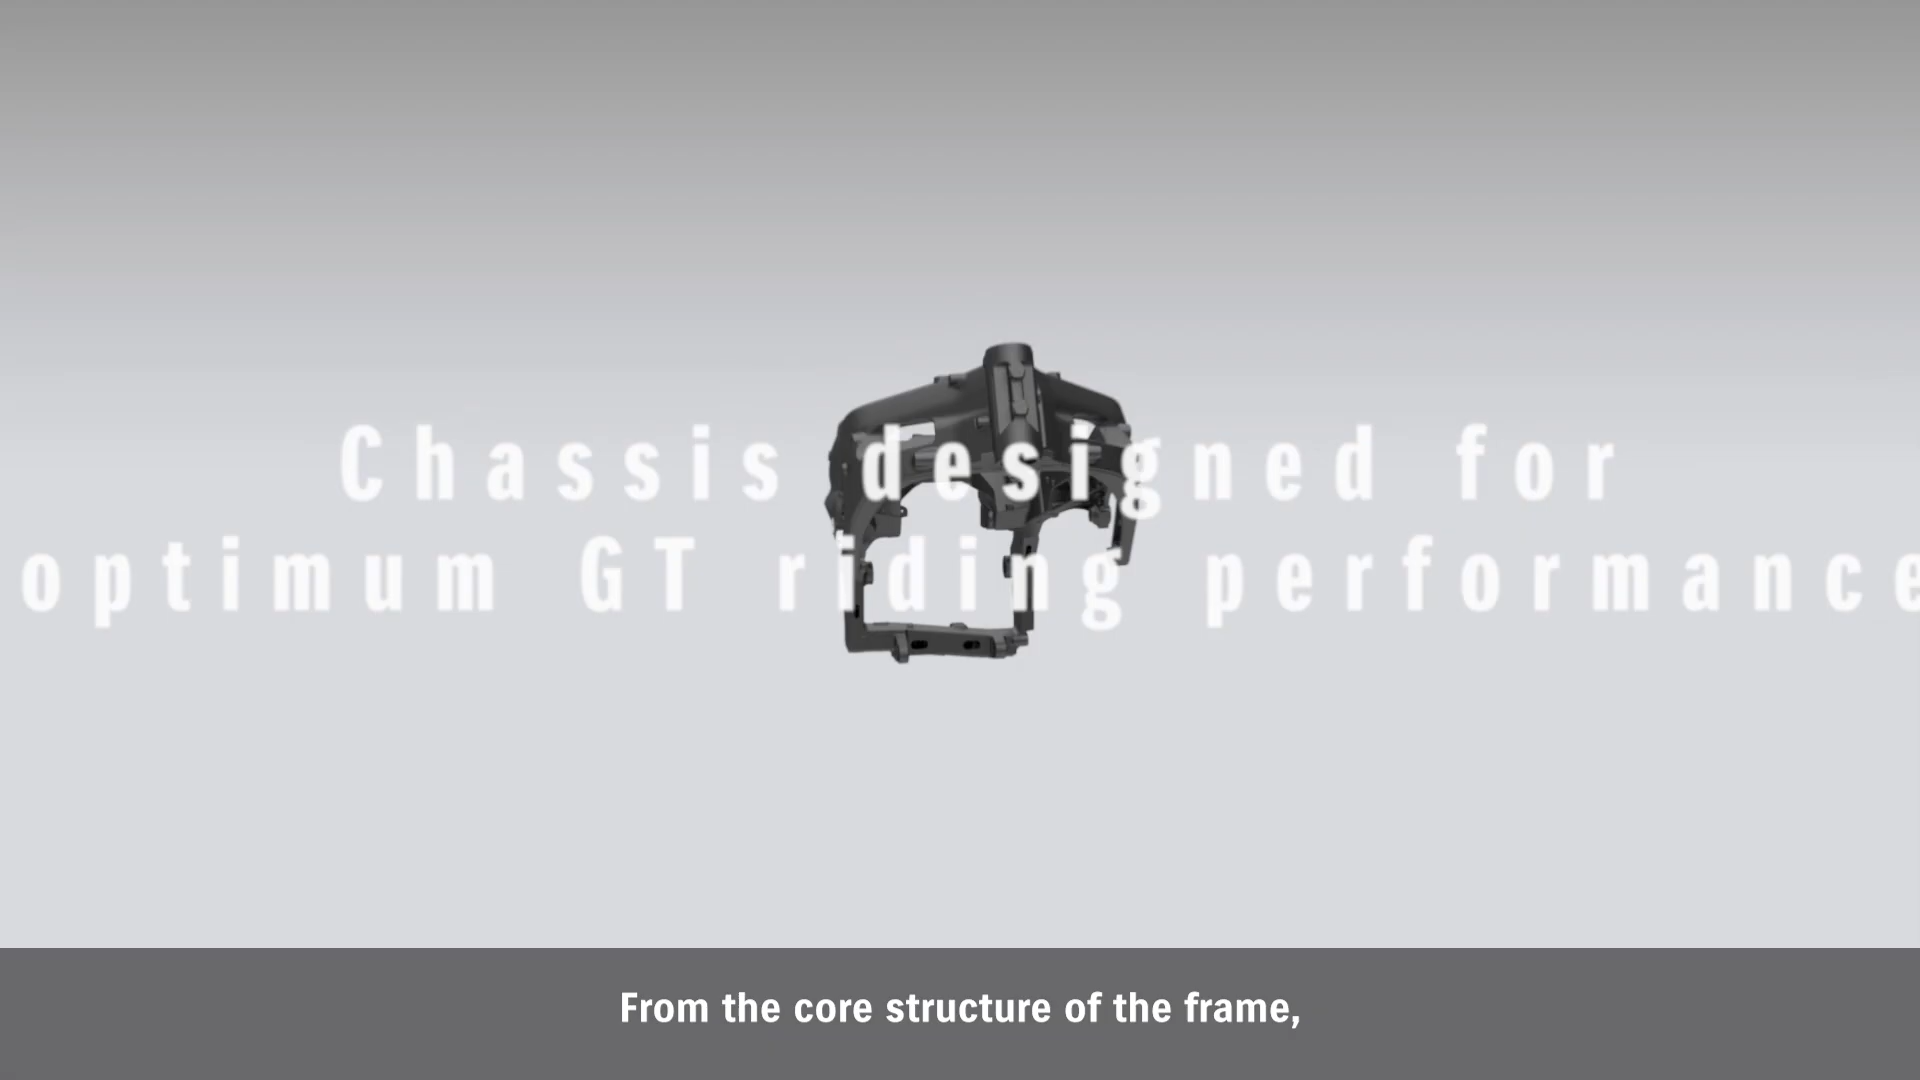 Chassis designed for
optimum GT riding performance
From the core structure of the frame,